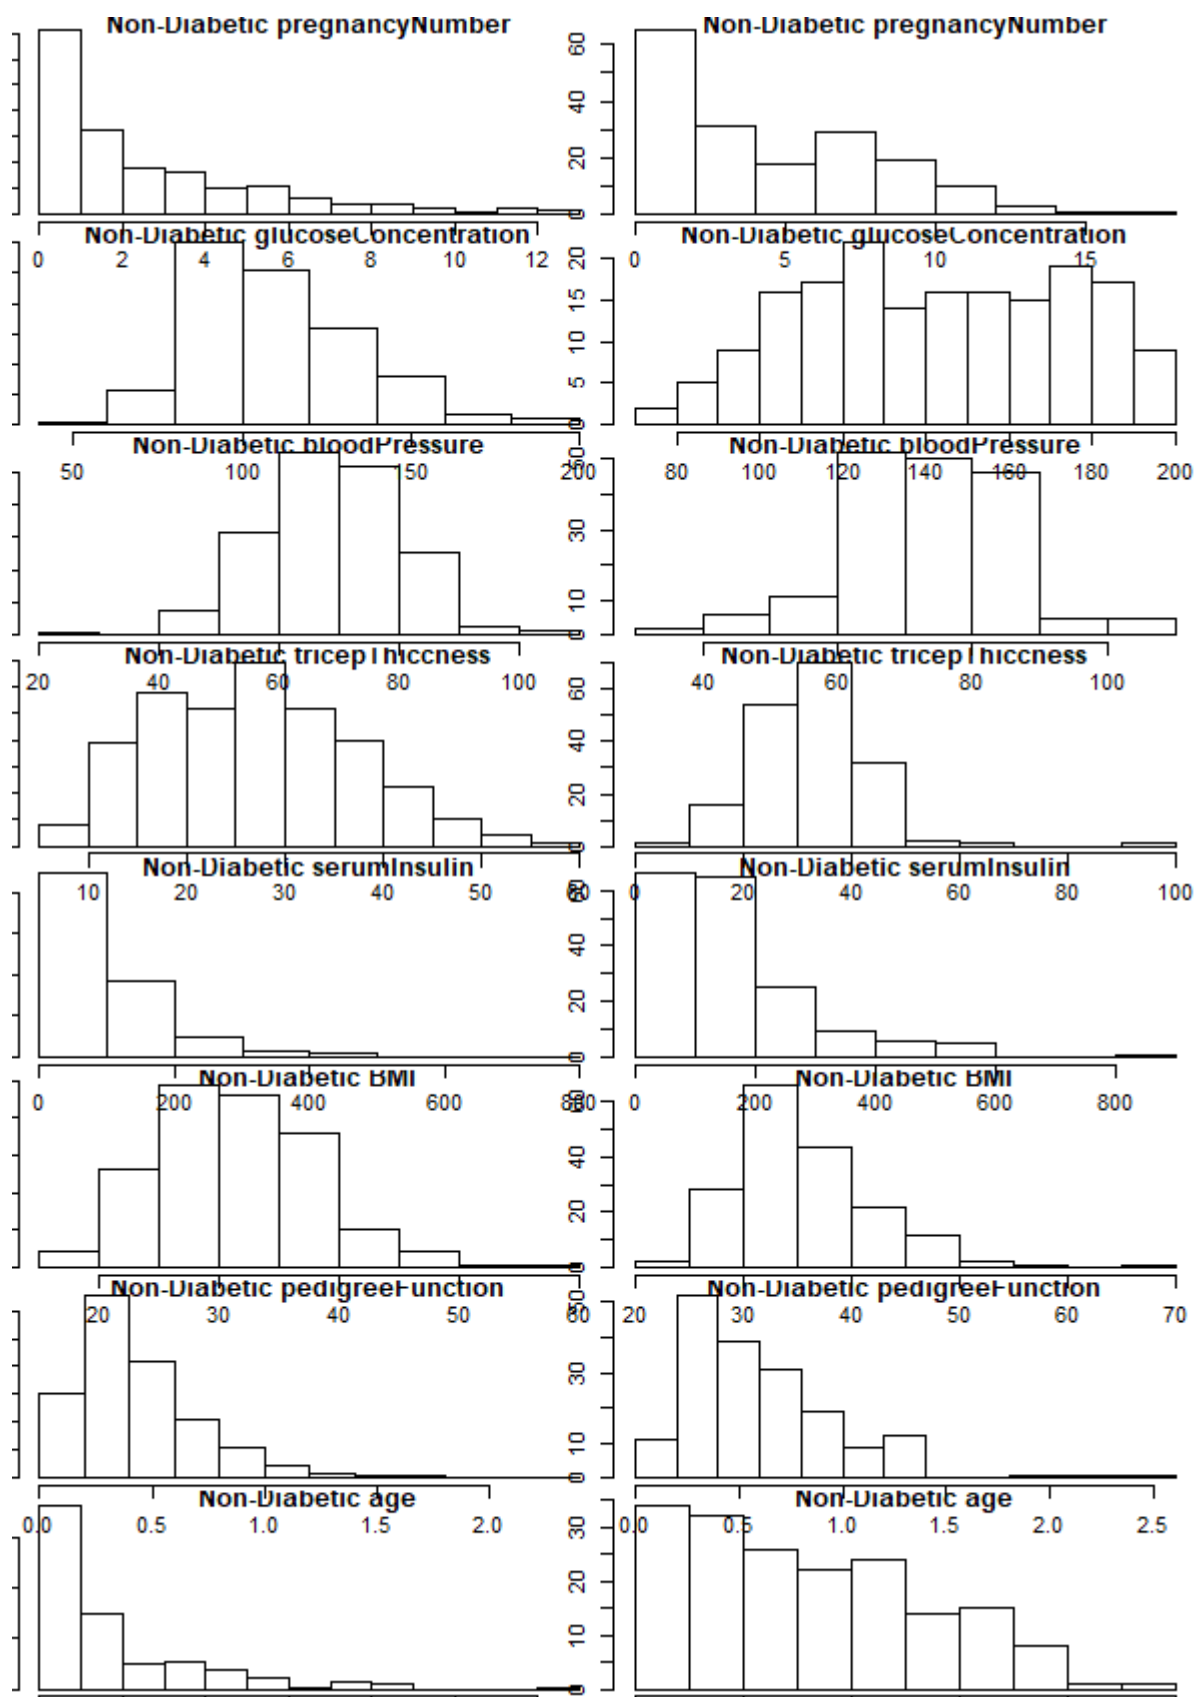 Non-Diabetic pregnancyNumber
0 2 4 6 8 10 12
Non-Diabetic pregnancyNumber
0 20 40 60
0 5 10 15
Non-Diabetic glucoseConcentration
50 100 150 200
Non-Diabetic glucoseConcentration
0 5 10 15 20
80 100 120 140 160 180 200
Non-Diabetic bloodPressure
20 40 60 80 100
Non-Diabetic bloodPressure
0 10 30 50
40 60 80 100
Non-Diabetic tricepThiccness
10 20 30 40 50 60
Non-Diabetic tricepThiccness
0 20 40 60
0 20 40 60 80 100
Non-Diabetic serumInsulin
0 200 400 600 800
Non-Diabetic serumInsulin
0 20 40 60
0 200 400 600 800
Non-Diabetic BMI
20 30 40 50 60
Non-Diabetic BMI
0 20 40
20 30 40 50 60 70
Non-Diabetic pedigreeFunction
0.0 0.5 1.0 1.5 2.0
Non-Diabetic pedigreeFunction
0 10 30 50
0.0 0.5 1.0 1.5 2.0 2.5
Non-Diabetic age
Non-Diabetic age
0 10 20 30